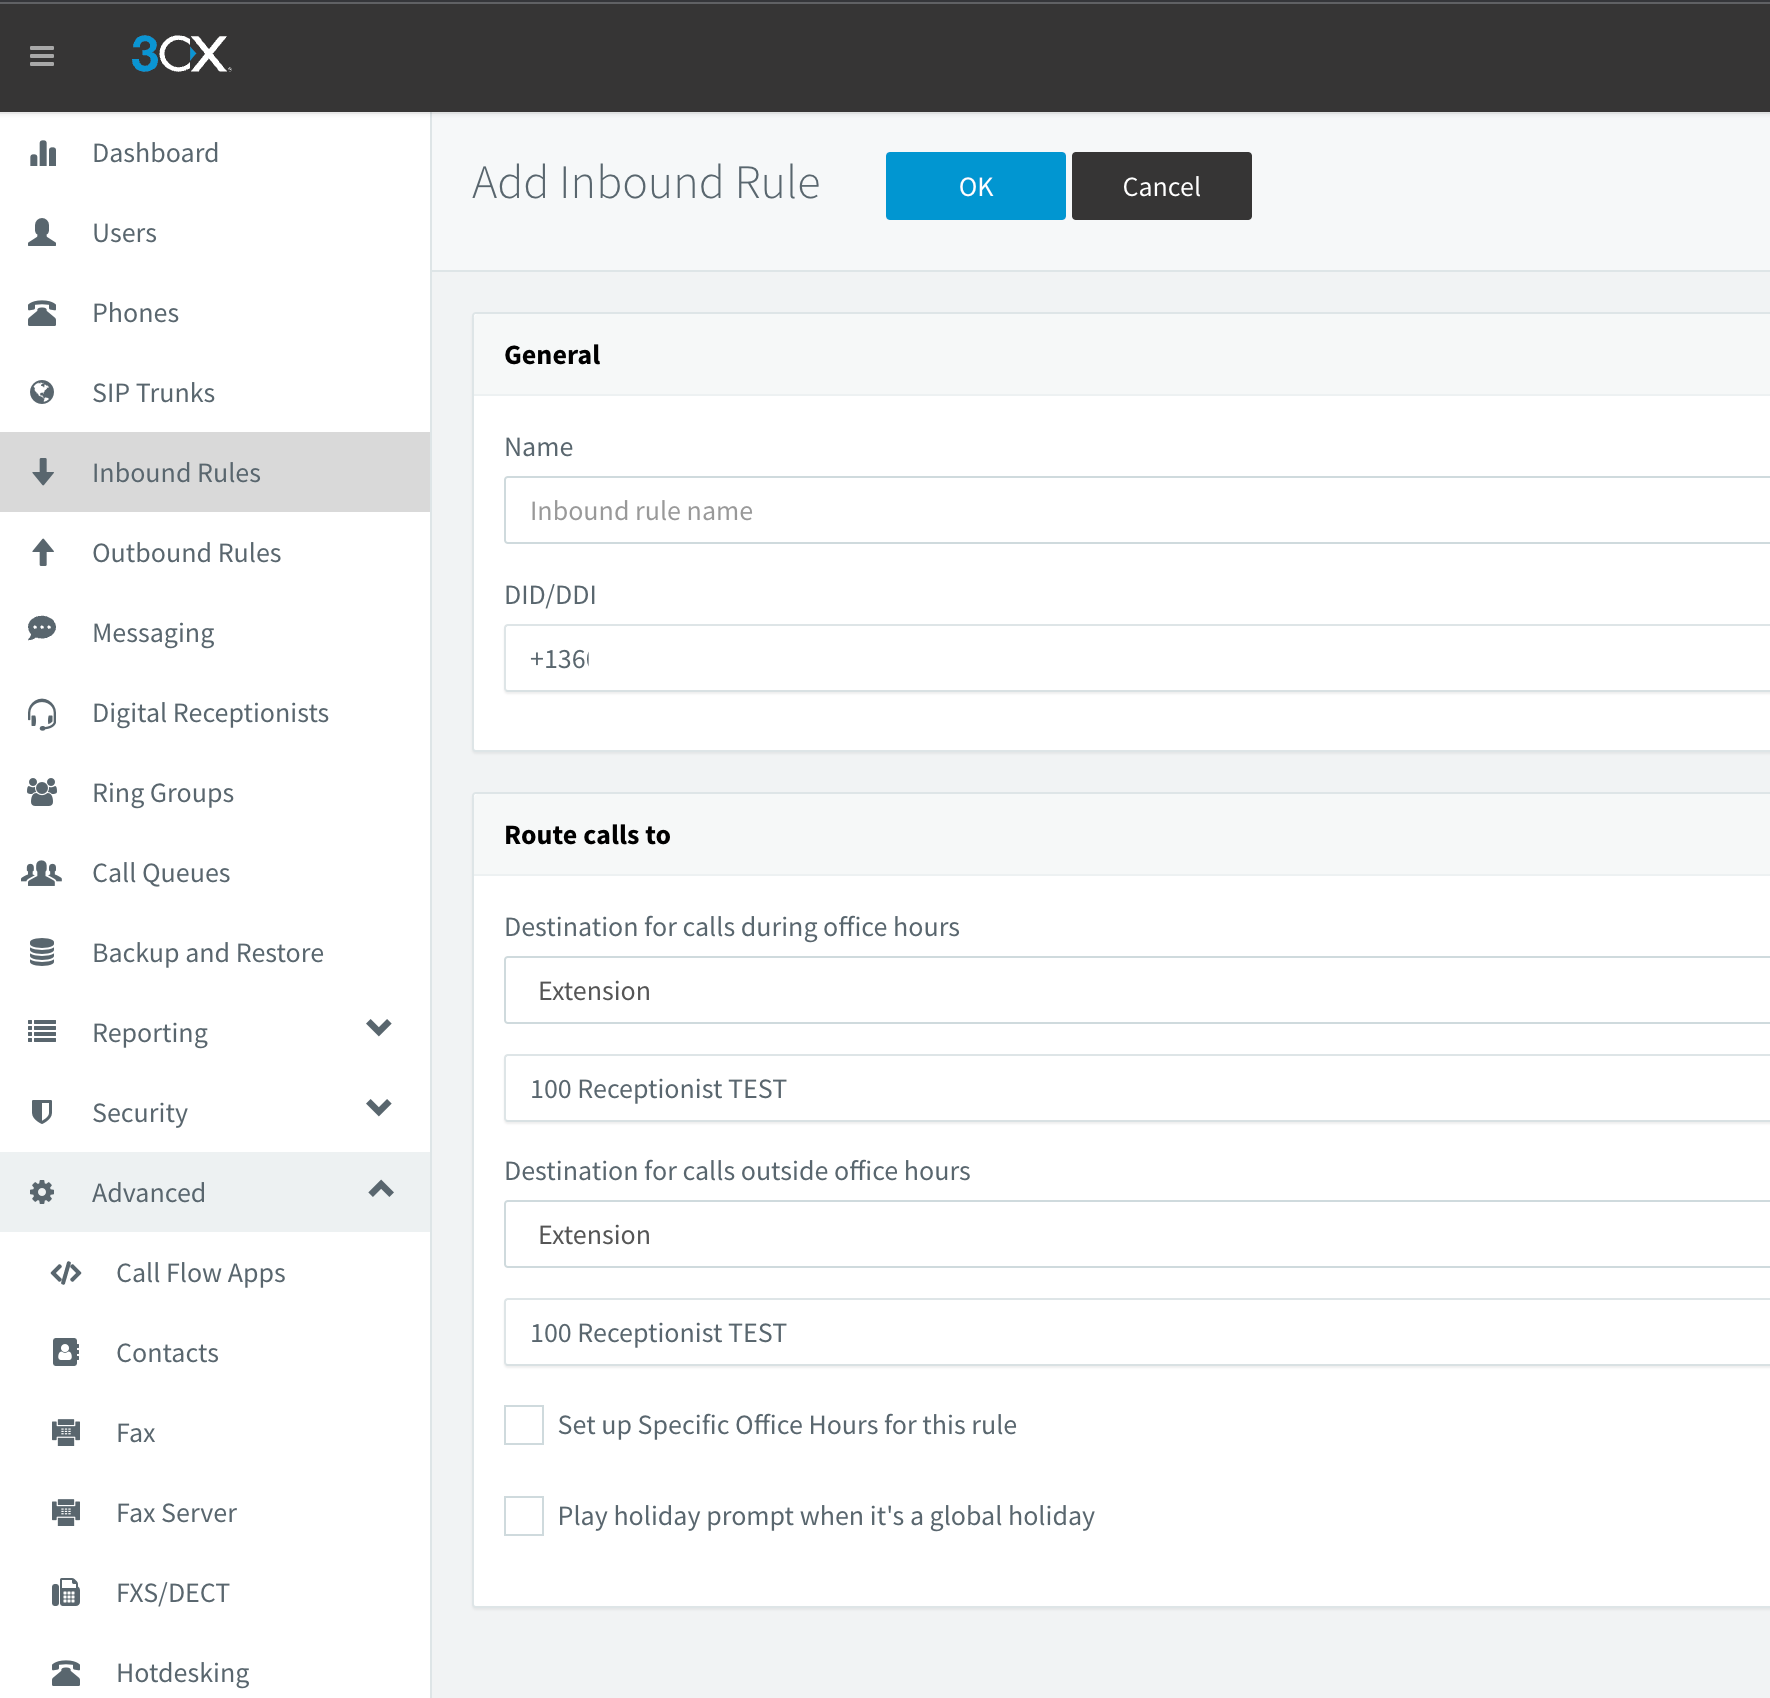 3CX
Dashboard
Users
Phones
SIP Trunks
Inbound Rules
Outbound Rules
Messaging
Digital Receptionists
Ring Groups
Call Queues
Backup and Restore
Reporting
Security
Advanced
Call Flow Apps
Contacts
Fax
Fax Server
FXS/DECT
Hotdesking
Add Inbound Rule
OK
Cancel
General
Name
Inbound rule name
DID/DDI
+136
Route calls to
Destination for calls during office hours
Extension
100 Receptionist TEST
Destination for calls outside office hours
Extension
100 Receptionist TEST
Set up Specific Office Hours for this rule
Play holiday prompt when it's a global holiday